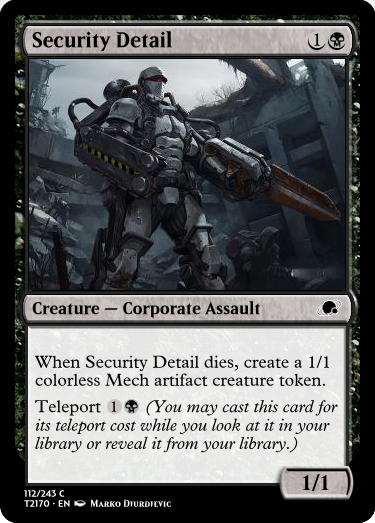 Security Detail 1
Creature — Corporate Assault
When Security Detail dies, create a 1/1
colorless Mech artifact creature token.
Teleport 1 (You may cast this card for
its teleport cost while you look at it in your
library or reveal it from your library.)
1/1
112/243 C
T2170 · EN Marko Djurdjevic